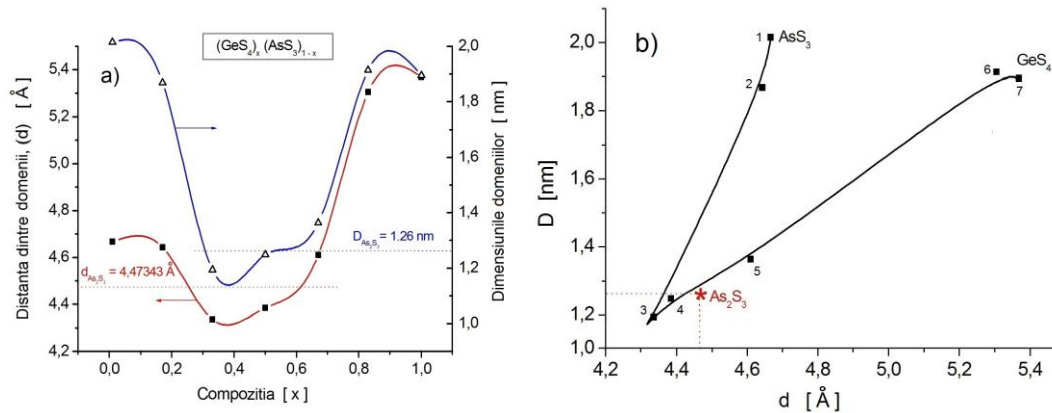 a)
(GeS₄)ₓ (AsS₃)₁₋ₓ
Distanta dintre domenii, (d) [ Å ]
5,4
5,2
5,0
4,8
4,6
4,4
4,2
2,0
1,8
1,6
1,4
1,2
1,0
Dimensiunile domeniilor [ nm ]
D As₂S₃ = 1.26 nm
d As₂S₃ = 4,47343 Å
0,0 0,2 0,4 0,6 0,8 1,0
Compozitia [ x ]
b)
D [nm]
2,0
1,8
1,6
1,4
1,2
1,0
1 AsS₃
2
6 GeS₄
7
5
3 4 As₂S₃
4,2 4,4 4,6 4,8 5,0 5,2 5,4
d [ Å ]